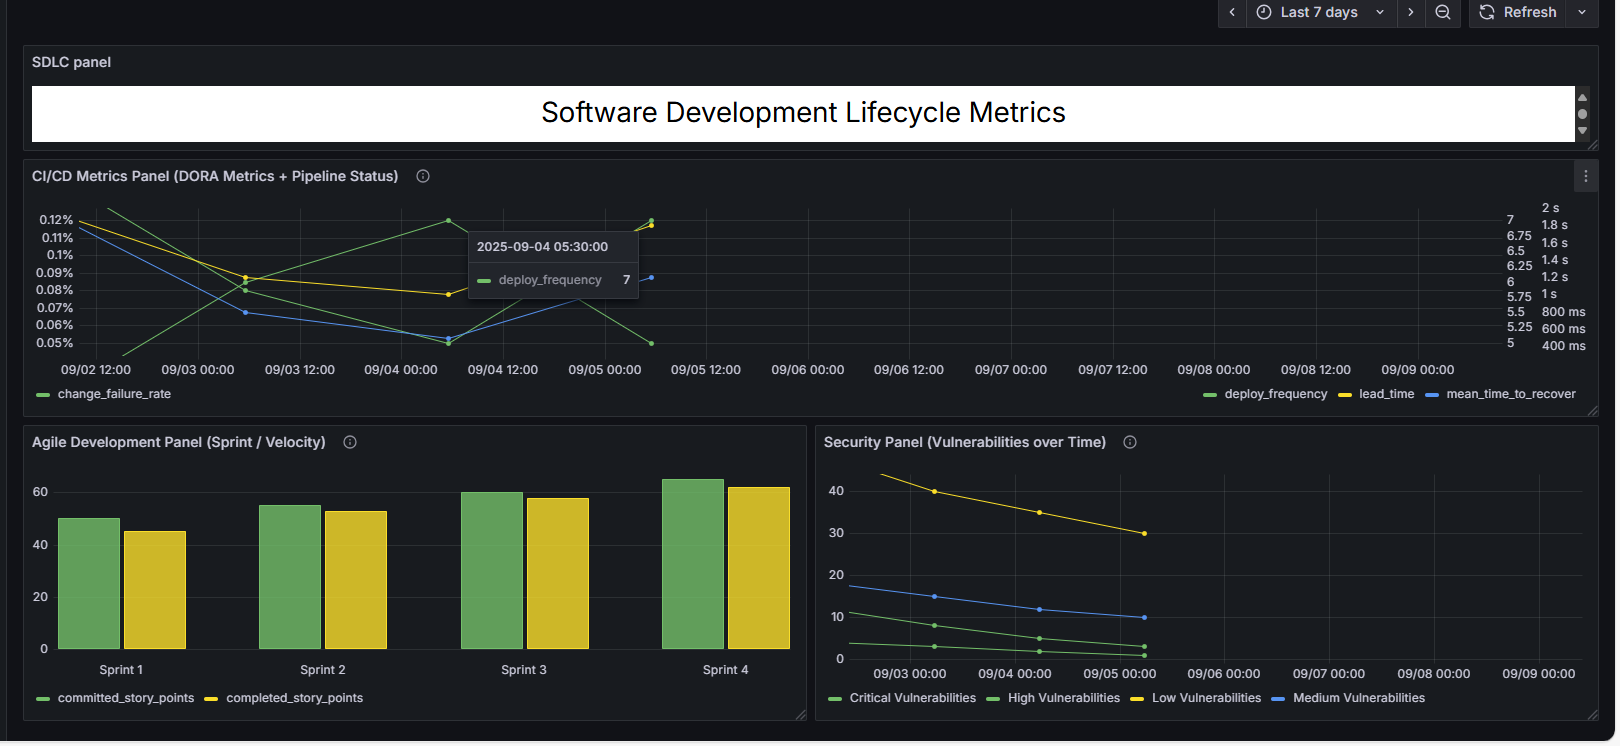 Last 7 days
Refresh
SDLC panel
Software Development Lifecycle Metrics
CI/CD Metrics Panel (DORA Metrics + Pipeline Status)
0.12%
0.11%
0.1%
0.09%
0.08%
0.07%
0.06%
0.05%
2025-09-04 05:30:00
deploy_frequency 7
7
6.75
6.5
6.25
6
5.75
5.5
5.25
5
2 s
1.8 s
1.6 s
1.4 s
1.2 s
1 s
800 ms
600 ms
400 ms
09/02 12:00 09/03 00:00 09/03 12:00 09/04 00:00 09/04 12:00 09/05 00:00 09/05 12:00 09/06 00:00 09/06 12:00 09/07 00:00 09/07 12:00 09/08 00:00 09/08 12:00 09/09 00:00
change_failure_rate deploy_frequency lead_time mean_time_to_recover
Agile Development Panel (Sprint / Velocity)
60
40
20
0
Sprint 1 Sprint 2 Sprint 3 Sprint 4
committed_story_points completed_story_points
Security Panel (Vulnerabilities over Time)
40
30
20
10
0
09/03 00:00 09/04 00:00 09/05 00:00 09/06 00:00 09/07 00:00 09/08 00:00 09/09 00:00
Critical Vulnerabilities High Vulnerabilities Low Vulnerabilities Medium Vulnerabilities